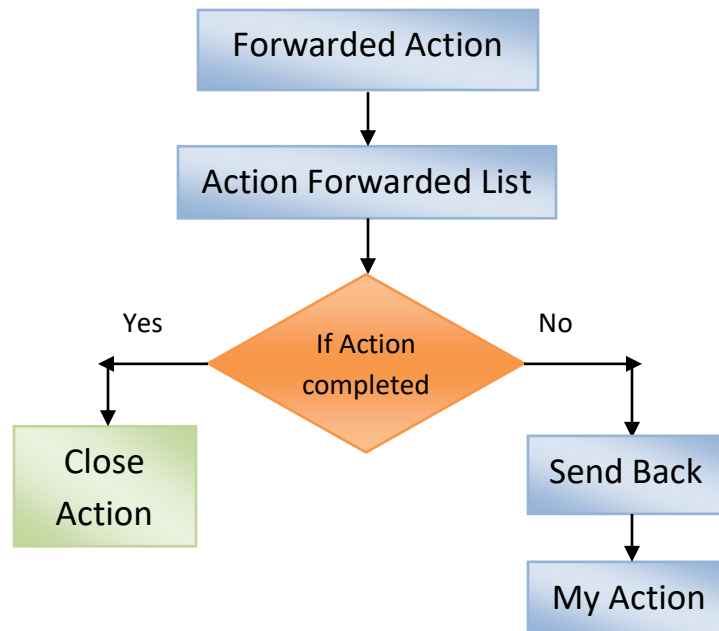 Forwarded Action
Action Forwarded List
Yes
No
If Action
completed
Close
Action
Send Back
My Action